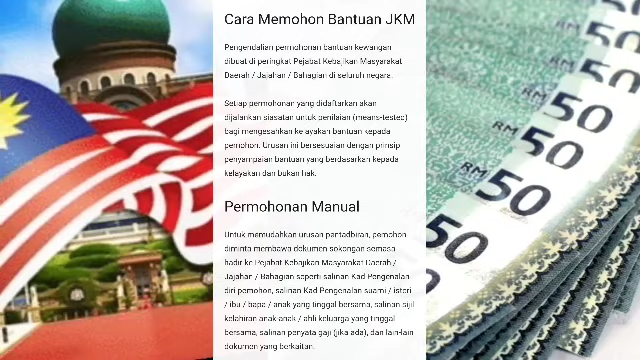 Cara Memohon Bantuan JKM
Pengendalian permohonan bantuan kewangan
dibuat di peringkat Pejabat Kebajikan Masyarakat
Daerah / Jajahan / Bahagian di seluruh negara.
Setiap permohonan yang didaftarkan akan
dijalankan siasatan untuk penilaian (means-tested)
bagi mengesahkan kelayakan bantuan kepada
pemohon. Urusan ini bersesuaian dengan prinsip
penyampaian bantuan yang berdasarkan kepada
kelayakan dan bukan hak.
Permohonan Manual
Untuk memudahkan urusan pentadbiran, pemohon
diminta membawa dokumen sokongan semasa
hadir ke Pejabat Kebajikan Masyarakat Daerah /
Jajahan / Bahagian seperti salinan Kad Pengenalan
diri pemohon, salinan Kad Pengenalan suami / isteri
/ ibu / bapa / anak yang tinggal bersama, salinan sijil
kelahiran anak-anak / ahli keluarga yang tinggal
bersama, salinan penyata gaji (jika ada), dan lain-lain
dokumen yang berkaitan.
50
RM 50
RM 50
RM 50
50